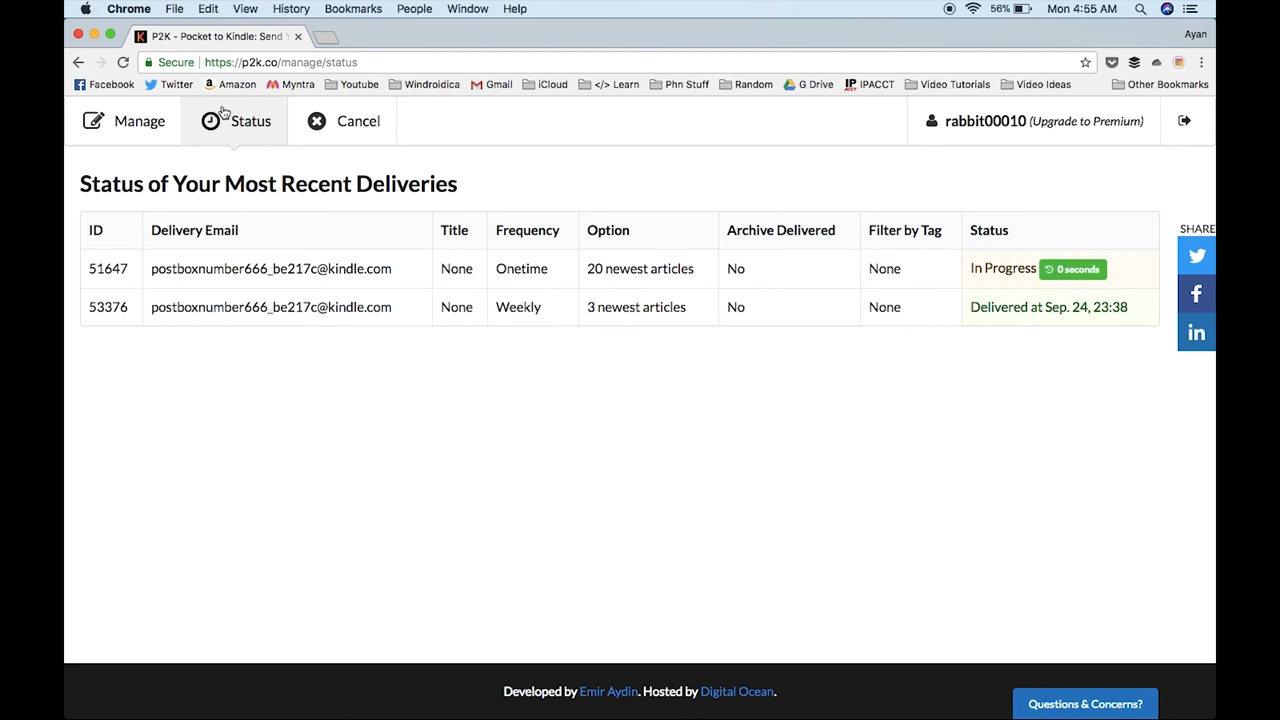 Chrome File Edit View History Bookmarks People Window Help 56% Mon 4:55 AM
P2K - Pocket to Kindle: Send Y Ayan
Secure https://p2k.co/manage/status
Facebook Twitter Amazon Myntra Youtube Windroidica Gmail iCloud </> Learn Phn Stuff Random G Drive IPACCT Video Tutorials Video Ideas Other Bookmarks
Manage Status Cancel rabbit00010 (Upgrade to Premium)
Status of Your Most Recent Deliveries
ID Delivery Email Title Frequency Option Archive Delivered Filter by Tag Status
51647 postboxnumber666_be217c@kindle.com None Onetime 20 newest articles No None In Progress 0 seconds
53376 postboxnumber666_be217c@kindle.com None Weekly 3 newest articles No None Delivered at Sep. 24, 23:38
SHARE
Developed by Emir Aydin. Hosted by Digital Ocean.
Questions & Concerns?